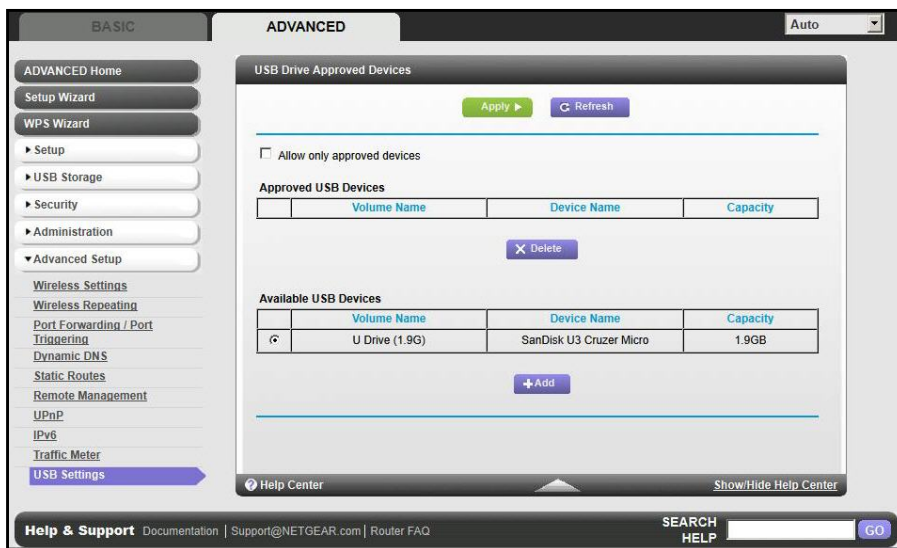 BASIC
ADVANCED
Auto
ADVANCED Home
Setup Wizard
WPS Wizard
Setup
USB Storage
Security
Administration
Advanced Setup
Wireless Settings
Wireless Repeating
Port Forwarding / Port
Triggering
Dynamic DNS
Static Routes
Remote Management
UPnP
IPv6
Traffic Meter
USB Settings
USB Drive Approved Devices
Apply
Refresh
Allow only approved devices
Approved USB Devices
Volume Name Device Name Capacity
Delete
Available USB Devices
Volume Name Device Name Capacity
U Drive (1.9G) SanDisk U3 Cruzer Micro 1.9GB
Add
Help Center
Show/Hide Help Center
Help & Support Documentation | Support@NETGEAR.com | Router FAQ
SEARCH
HELP
GO